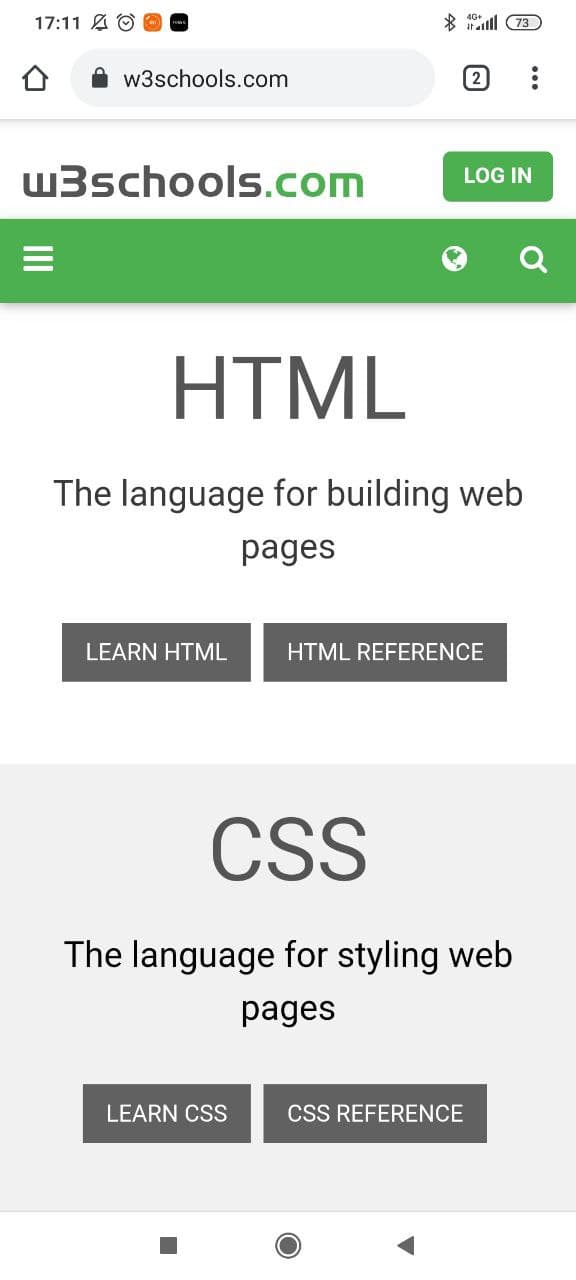 17:11 4G+ 73
w3schools.com 2
w3schools.com LOG IN
HTML
The language for building web
pages
LEARN HTML HTML REFERENCE
CSS
The language for styling web
pages
LEARN CSS CSS REFERENCE